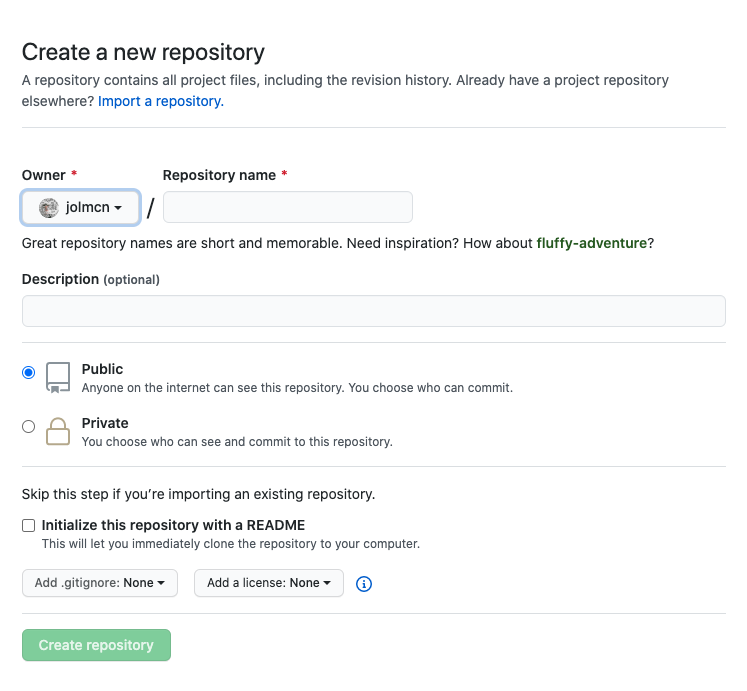 Create a new repository
A repository contains all project files, including the revision history. Already have a project repository
elsewhere? Import a repository.
Owner * Repository name *
jolmcn /
Great repository names are short and memorable. Need inspiration? How about fluffy-adventure?
Description (optional)
Public
Anyone on the internet can see this repository. You choose who can commit.
Private
You choose who can see and commit to this repository.
Skip this step if you’re importing an existing repository.
Initialize this repository with a README
This will let you immediately clone the repository to your computer.
Add .gitignore: None Add a license: None
Create repository